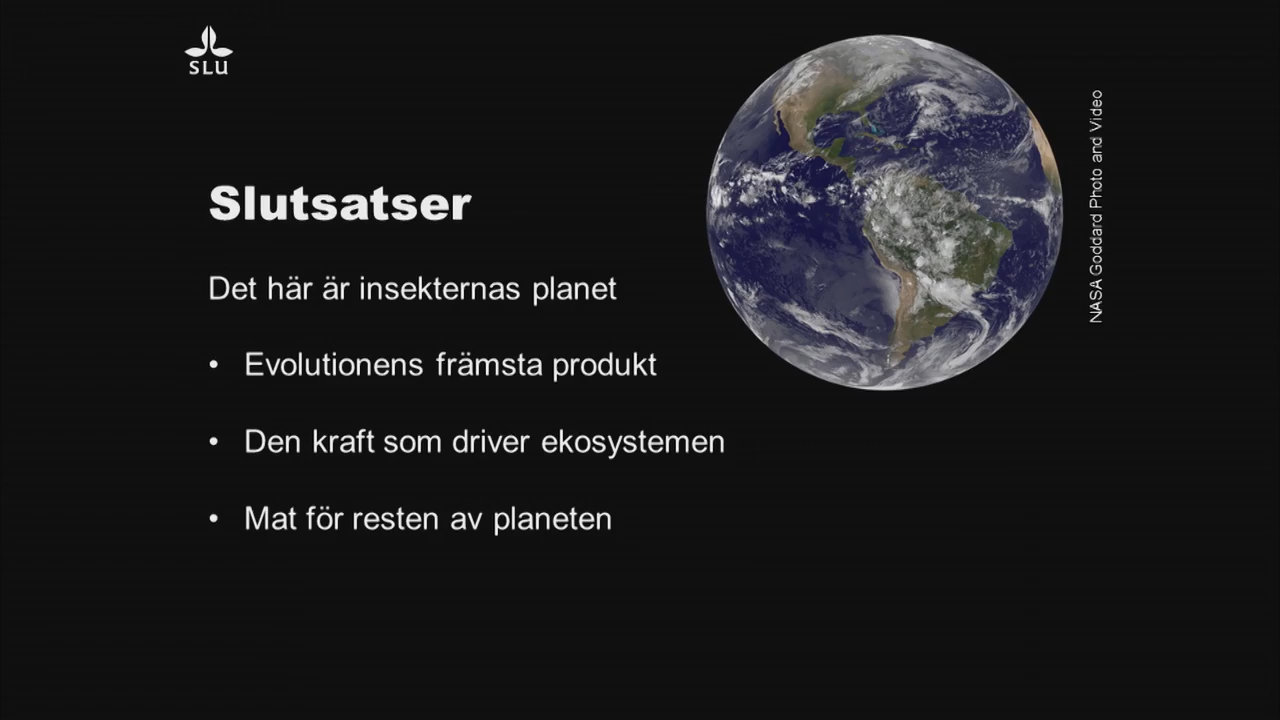 SLU
Slutsatser
Det här är insekternas planet
• Evolutionens främsta produkt
• Den kraft som driver ekosystemen
• Mat för resten av planeten
NASA Goddard Photo and Video